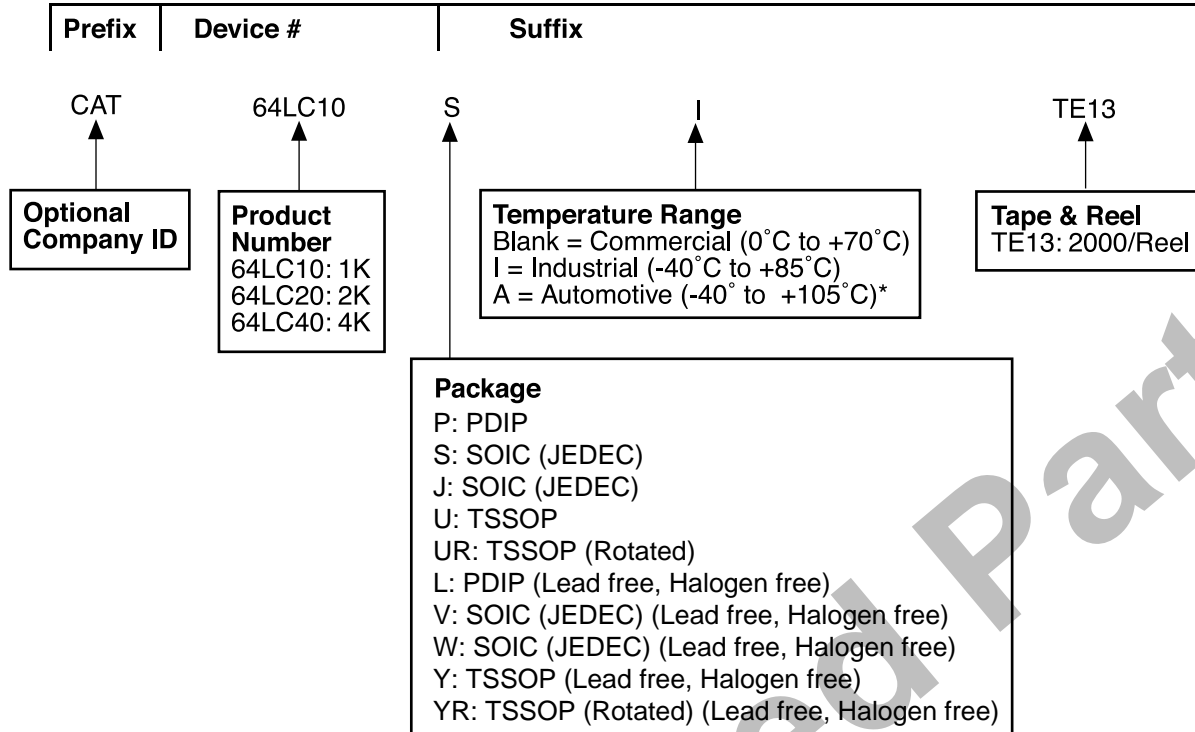 Prefix Device # Suffix
CAT 64LC10 S I TE13
Optional
Company ID
Product
Number
64LC10: 1K
64LC20: 2K
64LC40: 4K
Temperature Range
Blank = Commercial (0˚C to +70˚C)
I = Industrial (-40˚C to +85˚C)
A = Automotive (-40˚ to +105˚C)*
Tape & Reel
TE13: 2000/Reel
Package
P: PDIP
S: SOIC (JEDEC)
J: SOIC (JEDEC)
U: TSSOP
UR: TSSOP (Rotated)
L: PDIP (Lead free, Halogen free)
V: SOIC (JEDEC) (Lead free, Halogen free)
W: SOIC (JEDEC) (Lead free, Halogen free)
Y: TSSOP (Lead free, Halogen free)
YR: TSSOP (Rotated) (Lead free, Halogen free)
ed Part